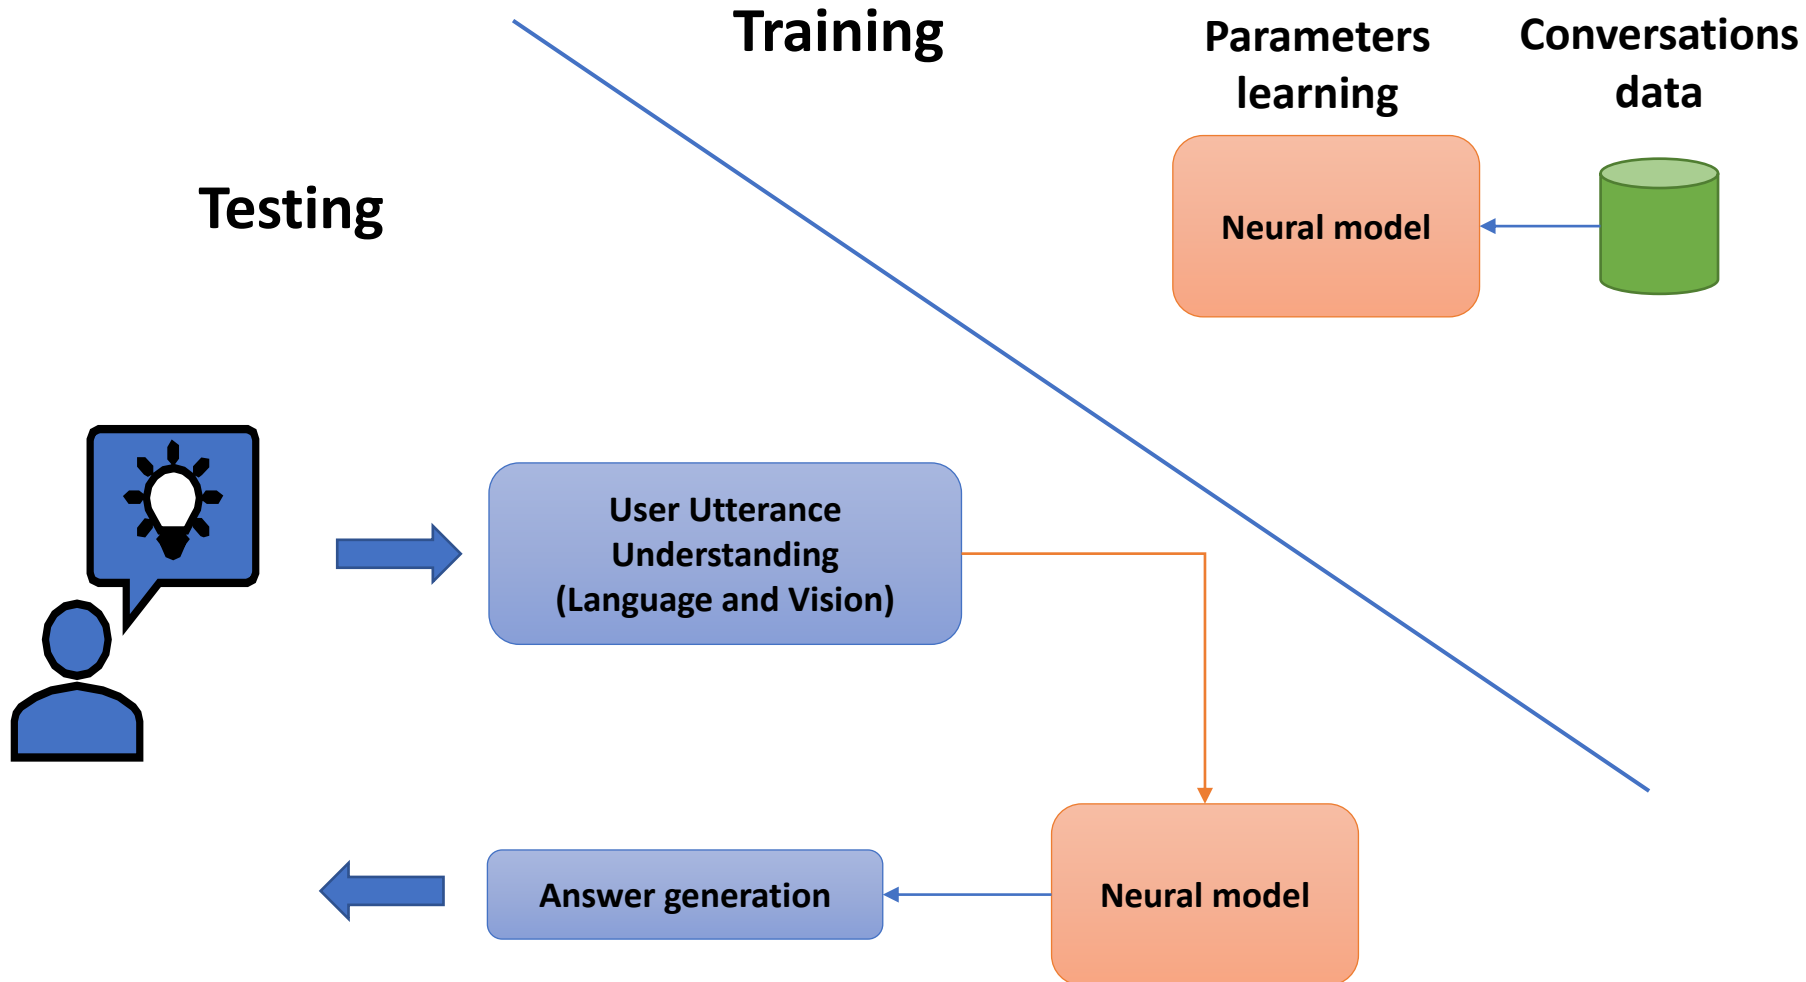 Training
Parameters
learning
Conversations
data
Testing
Neural model
User Utterance
Understanding
(Language and Vision)
Answer generation
Neural model